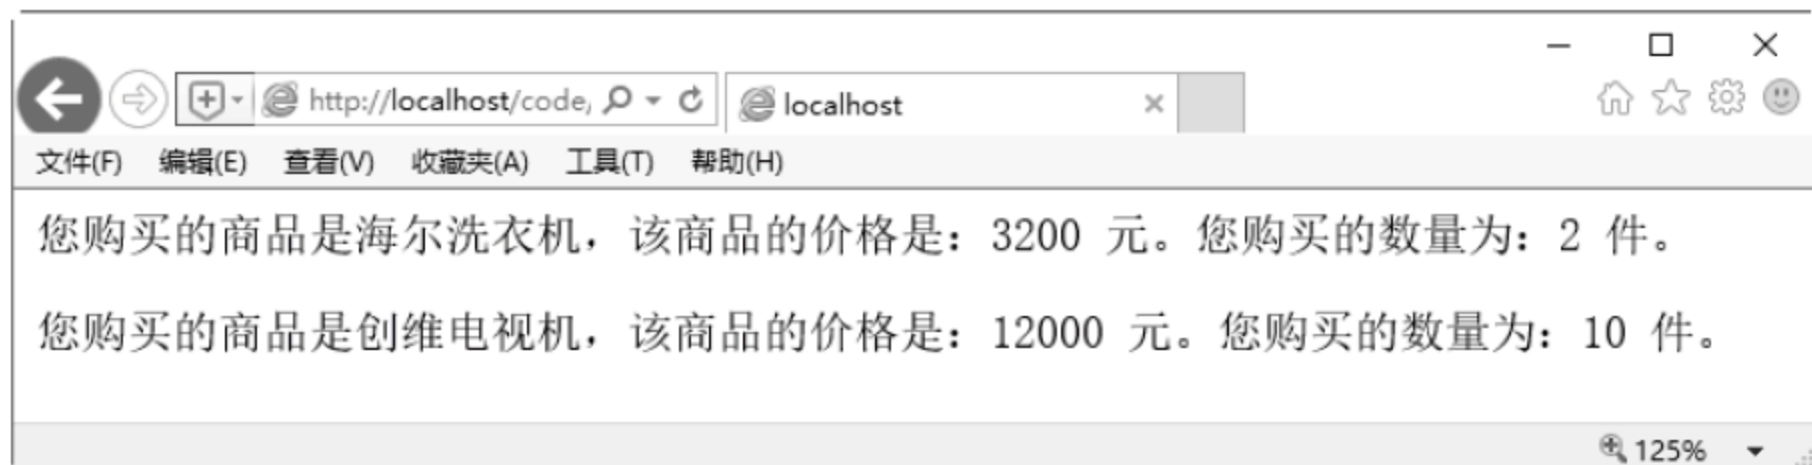 http://localhost/code/
localhost
文件(F) 编辑(E) 查看(V) 收藏夹(A) 工具(T) 帮助(H)
您购买的商品是海尔洗衣机，该商品的价格是：3200 元。您购买的数量为：2 件。
您购买的商品是创维电视机，该商品的价格是：12000 元。您购买的数量为：10 件。
125%